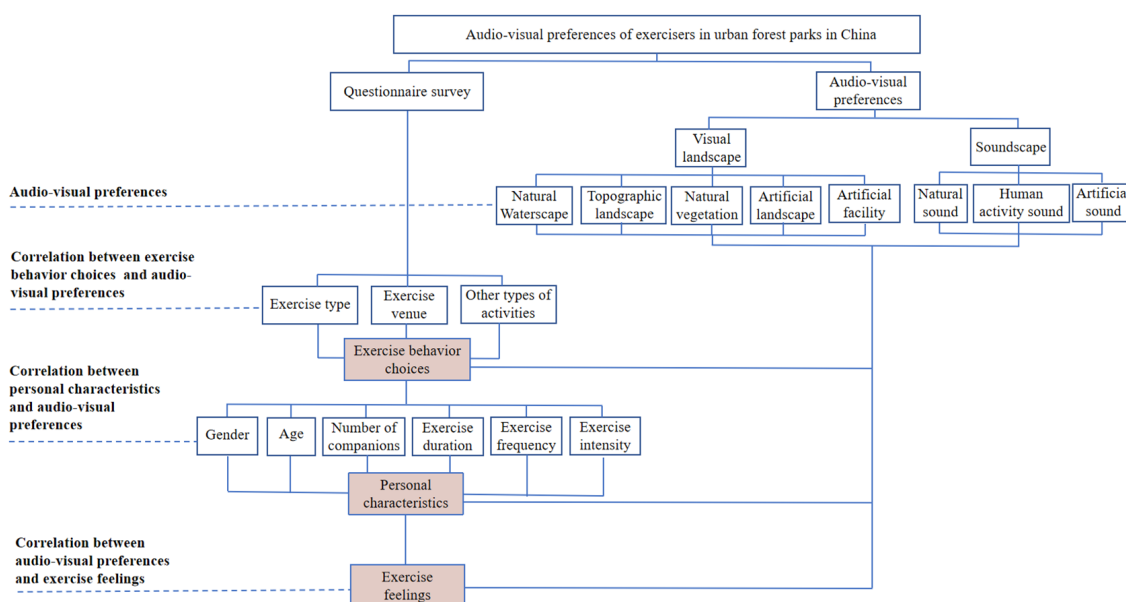 Audio-visual preferences of exercisers in urban forest parks in China
Questionnaire survey
Audio-visual
preferences
Visual
landscape
Soundscape
Audio-visual preferences
Natural
Waterscape
Topographic
landscape
Natural
vegetation
Artificial
landscape
Artificial
facility
Natural
sound
Human
activity sound
Artificial
sound
Correlation between exercise
behavior choices and audio-
visual preferences
Exercise type
Exercise
venue
Other types of
activities
Exercise behavior
choices
Correlation between
personal characteristics
and audio-visual
preferences
Gender
Age
Number of
companions
Exercise
duration
Exercise
frequency
Exercise
intensity
Personal
characteristics
Correlation between
audio-visual preferences
and exercise feelings
Exercise
feelings